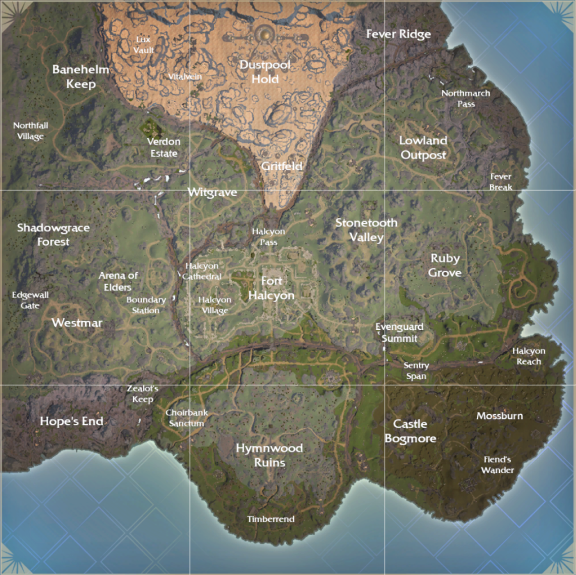 Fever Ridge
Lux
Vault
Banehelm
Keep
Vitalwin
Dustpool
Hold
Northmarch
Pass
Northfall
Village
Verdon
Estate
Lowland
Outpost
Gritfeld
Fever
Break
Witgrave
Shadowgrace
Forest
Halcyon
Pass
Stonetooth
Valley
Halcyon
Cathedral
Ruby
Grove
Arena of
Elders
Fort
Halcyon
Edgewall
Gate
Boundary
Station
Halcyon
Village
Westmar
Evenguard
Summit
Halcyon
Reach
Sentry
Span
Zealot's
Keep
Choirbank
Sanctum
Hope's End
Castle
Bogmore
Mossburn
Hymnwood
Ruins
Fiend's
Wander
Timberrend